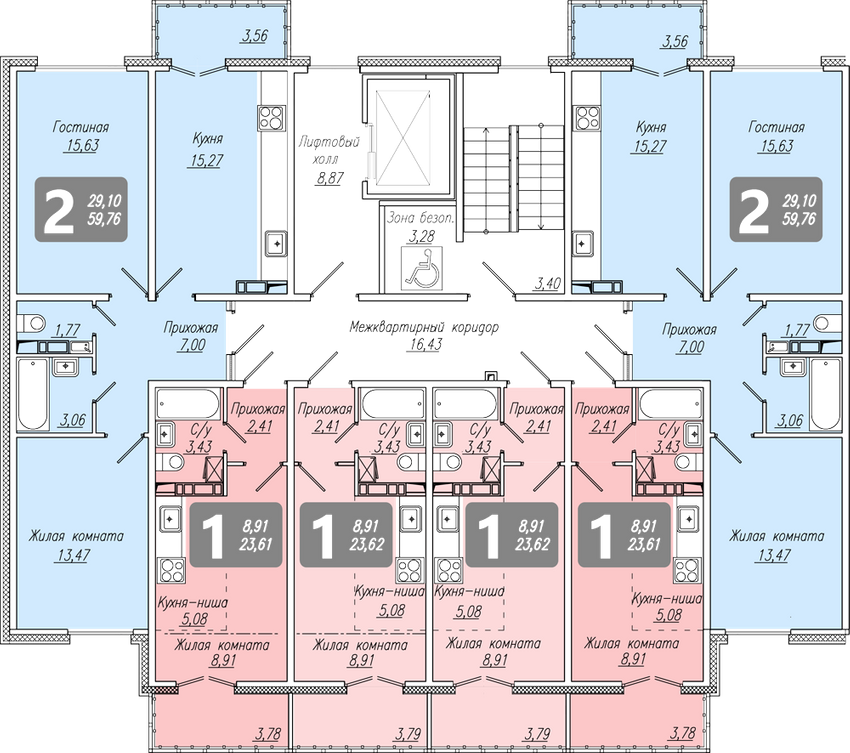 3,56
3,56
Гостиная
15,63
Кухня
15,27
Лифтовый
холл
8,87
Кухня
15,27
Гостиная
15,63
2
29,10
59,76
Зона безоп.
3,28
3,40
2
29,10
59,76
1,77
Прихожая
7,00
Межквартирный коридор
16,43
Прихожая
7,00
1,77
3,06
3,06
Прихожая
2,41
Прихожая
2,41
Прихожая
2,41
Прихожая
2,41
С/у
3,43
С/у
3,43
С/у
3,43
С/у
3,43
Жилая комната
13,47
1
8,91
23,61
1
8,91
23,62
1
8,91
23,62
1
8,91
23,61
Жилая комната
13,47
Кухня-ниша
5,08
Кухня-ниша
5,08
Кухня-ниша
5,08
Кухня-ниша
5,08
Жилая комната
8,91
Жилая комната
8,91
Жилая комната
8,91
Жилая комната
8,91
3,78
3,79
3,79
3,78